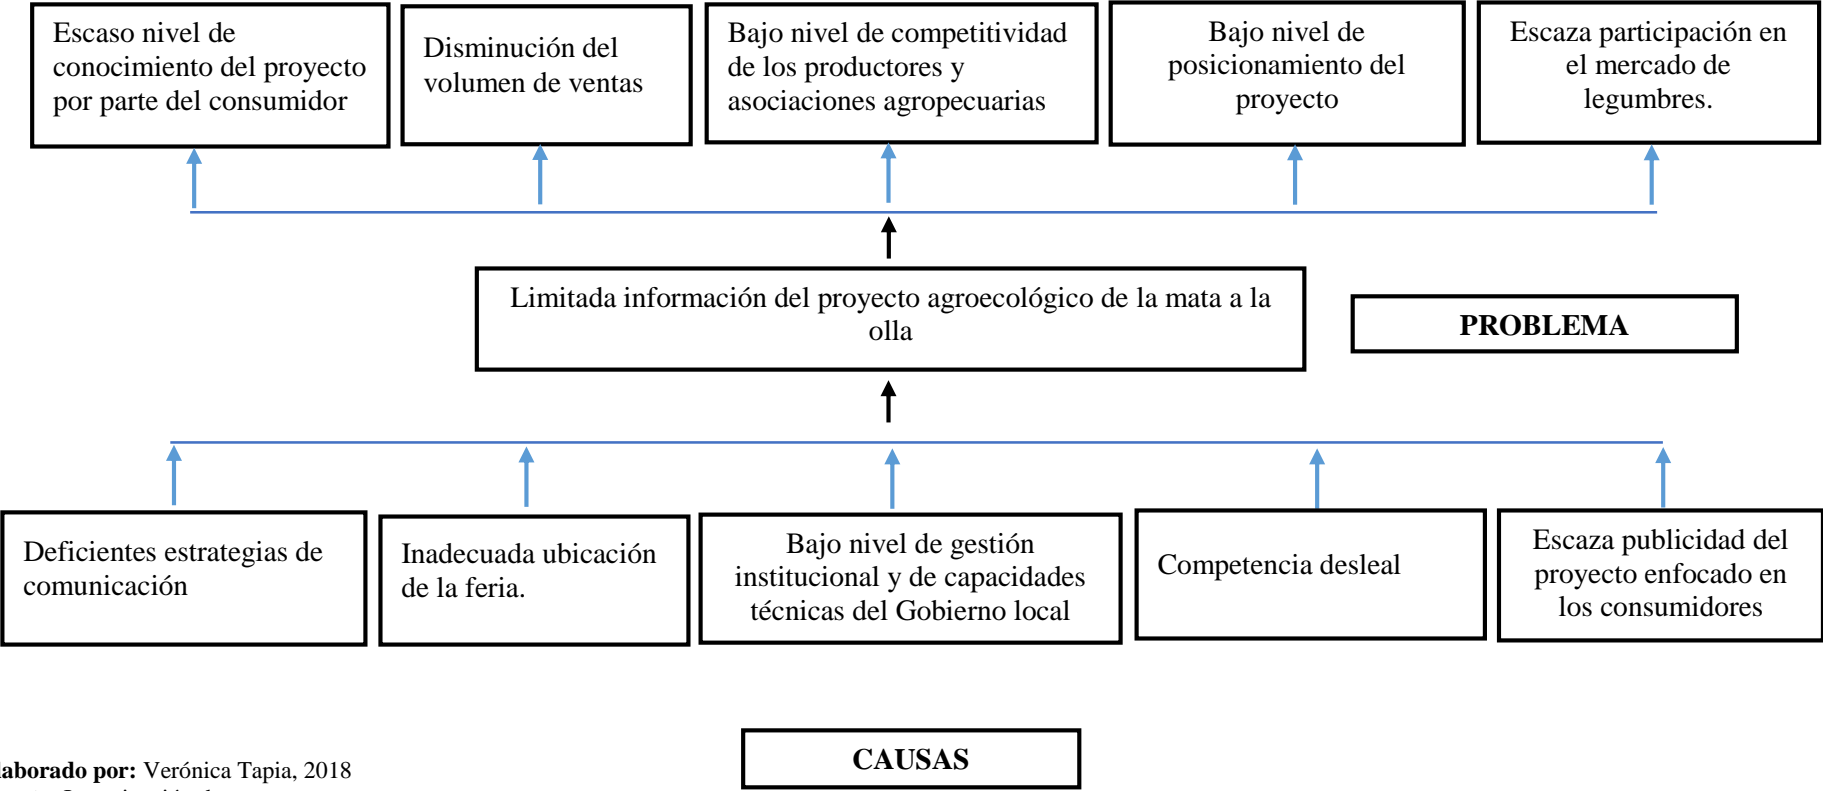 Escaso nivel de
conocimiento del proyecto
por parte del consumidor
Disminución del
volumen de ventas
Bajo nivel de competitividad
de los productores y
asociaciones agropecuarias
Bajo nivel de
posicionamiento del
proyecto
Escaza participación en
el mercado de
legumbres.
Limitada información del proyecto agroecológico de la mata a la
olla
PROBLEMA
Deficientes estrategias de
comunicación
Inadecuada ubicación
de la feria.
Bajo nivel de gestión
institucional y de capacidades
técnicas del Gobierno local
Competencia desleal
Escaza publicidad del
proyecto enfocado en
los consumidores
CAUSAS
laborado por: Verónica Tapia, 2018